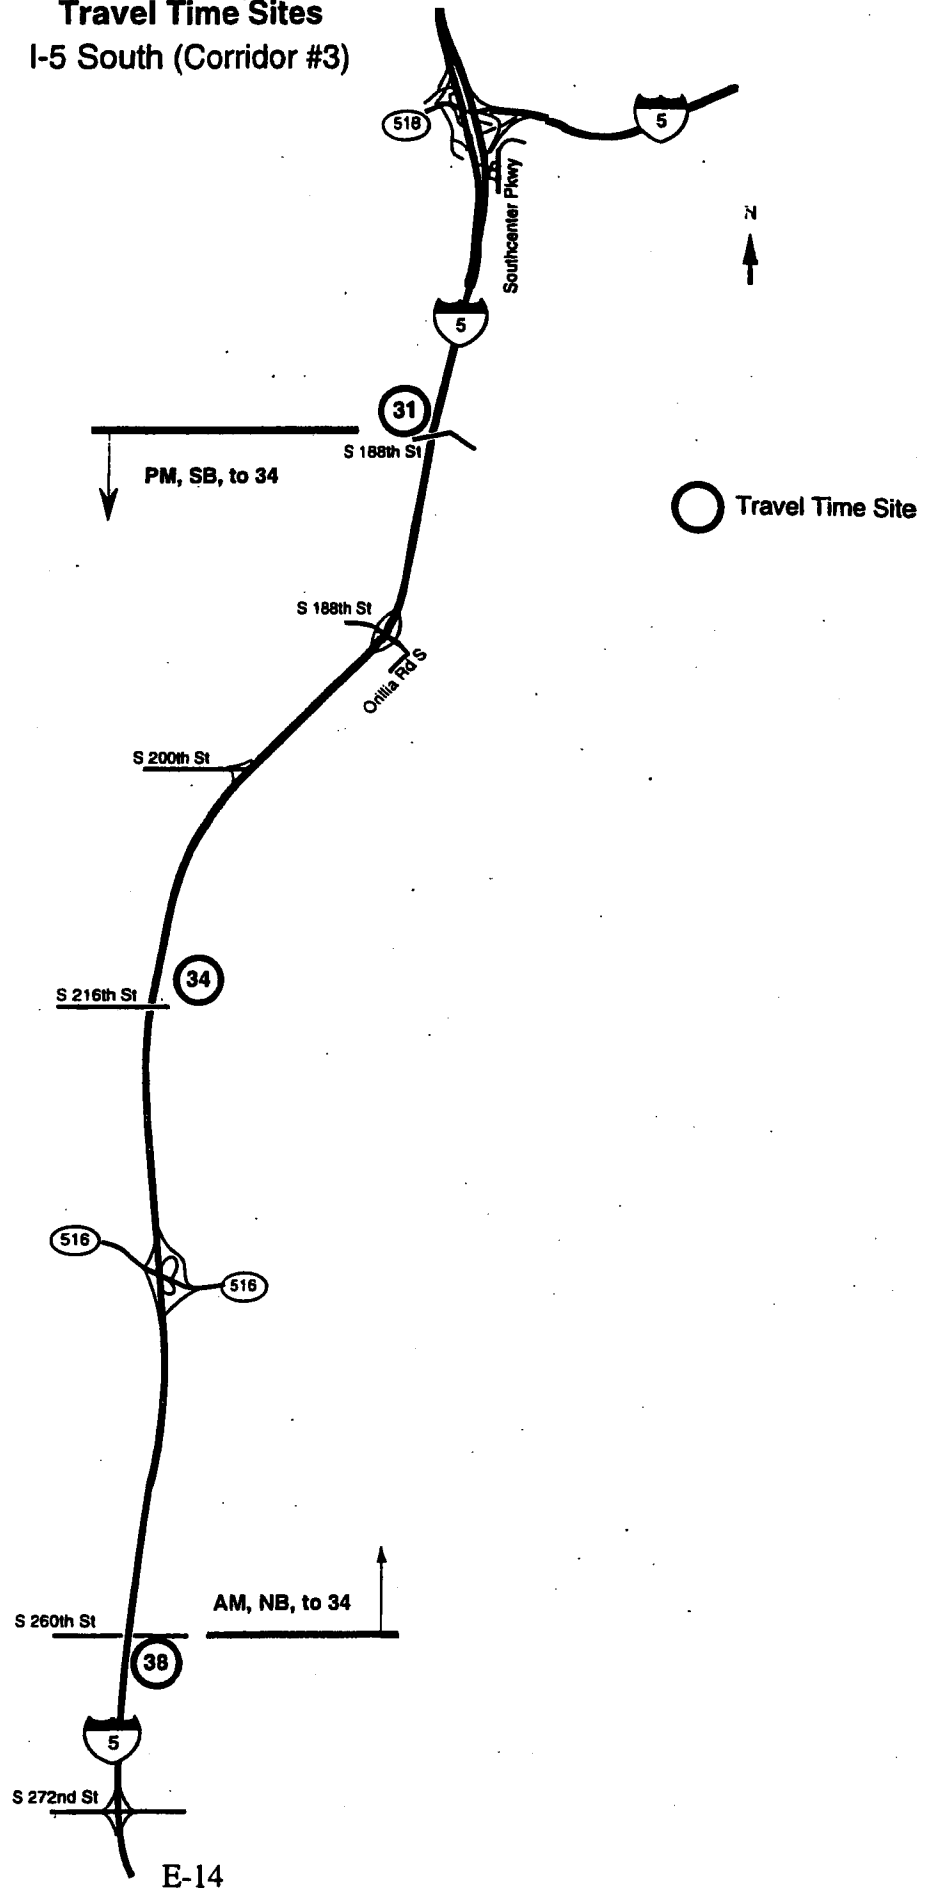 Travel Time Sites
I-5 South (Corridor #3)
518
5
Southcenter Pkwy
N
5
31
S 188th St
PM, SB, to 34
Travel Time Site
S 188th St
Orillia Rd S
S 200th St
34
S 216th St
516
516
AM, NB, to 34
S 260th St
38
5
S 272nd St
E-14